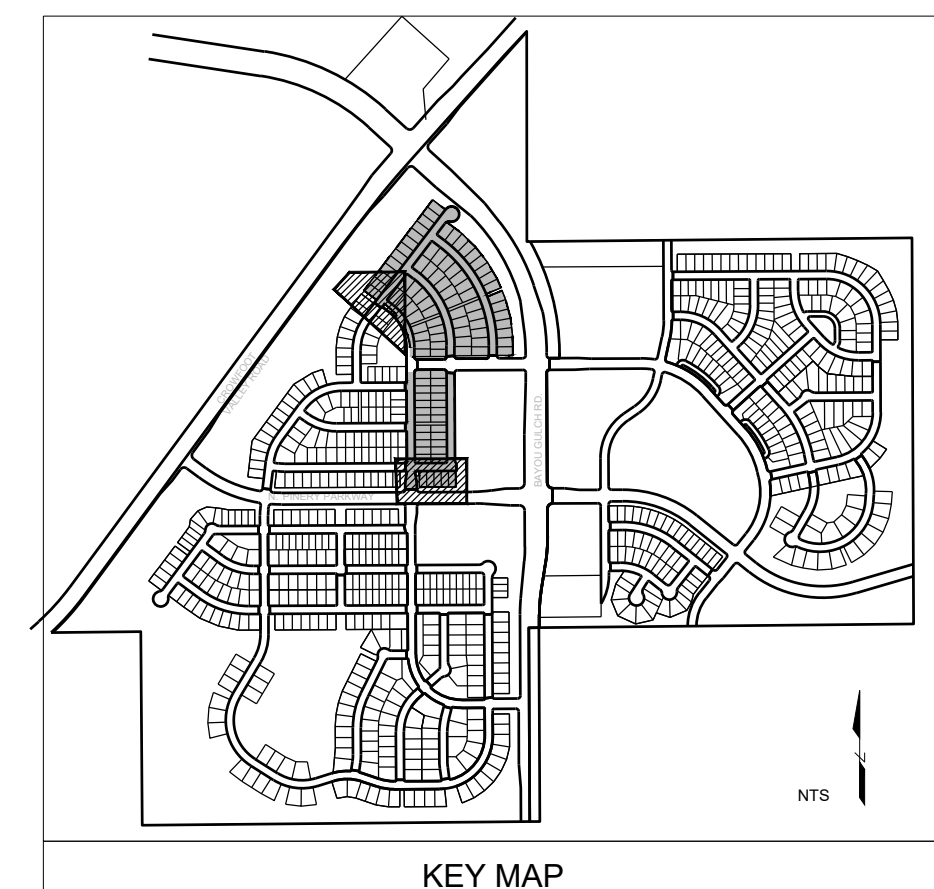 CROWFOOT
VALLEY ROAD
BAYOU GULCH RD.
N. PINERY PARKWAY
NTS
KEY MAP